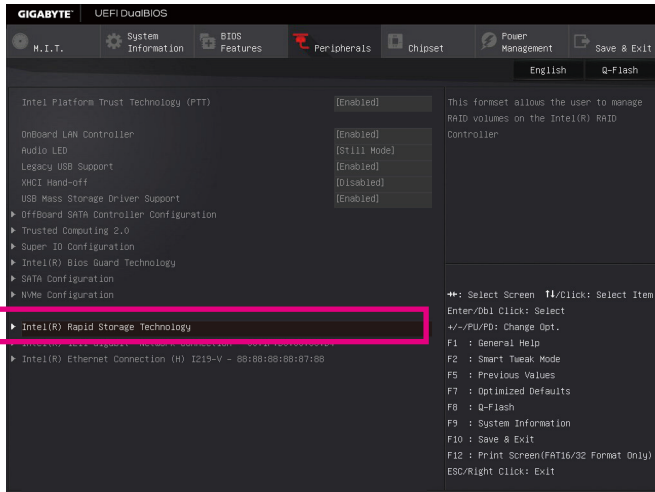 GIGABYTE™ UEFI DualBIOS
M.I.T. System Information BIOS Features Peripherals Chipset Power Management Save & Exit
English Q-Flash
Intel Platform Trust Technology (PTT) [Enabled]
OnBoard LAN Controller [Enabled]
Audio LED [Still Mode]
Legacy USB Support [Enabled]
XHCI Hand-off [Disabled]
USB Mass Storage Driver Support [Enabled]
OffBoard SATA Controller Configuration
Trusted Computing 2.0
Super IO Configuration
Intel(R) Bios Guard Technology
SATA Configuration
NVMe Configuration
Intel(R) Rapid Storage Technology
Intel(R) Ethernet Connection (H) I219-V - 88:88:88:88:87:88
This formset allows the user to manage
RAID volumes on the Intel(R) RAID
Controller
→←: Select Screen ↑↓/Click: Select Item
Enter/Dbl Click: Select
+/-/PU/PD: Change Opt.
F1 : General Help
F2 : Smart Tweak Mode
F5 : Previous Values
F7 : Optimized Defaults
F8 : Q-Flash
F9 : System Information
F10 : Save & Exit
F12 : Print Screen(FAT16/32 Format Only)
ESC/Right Click: Exit